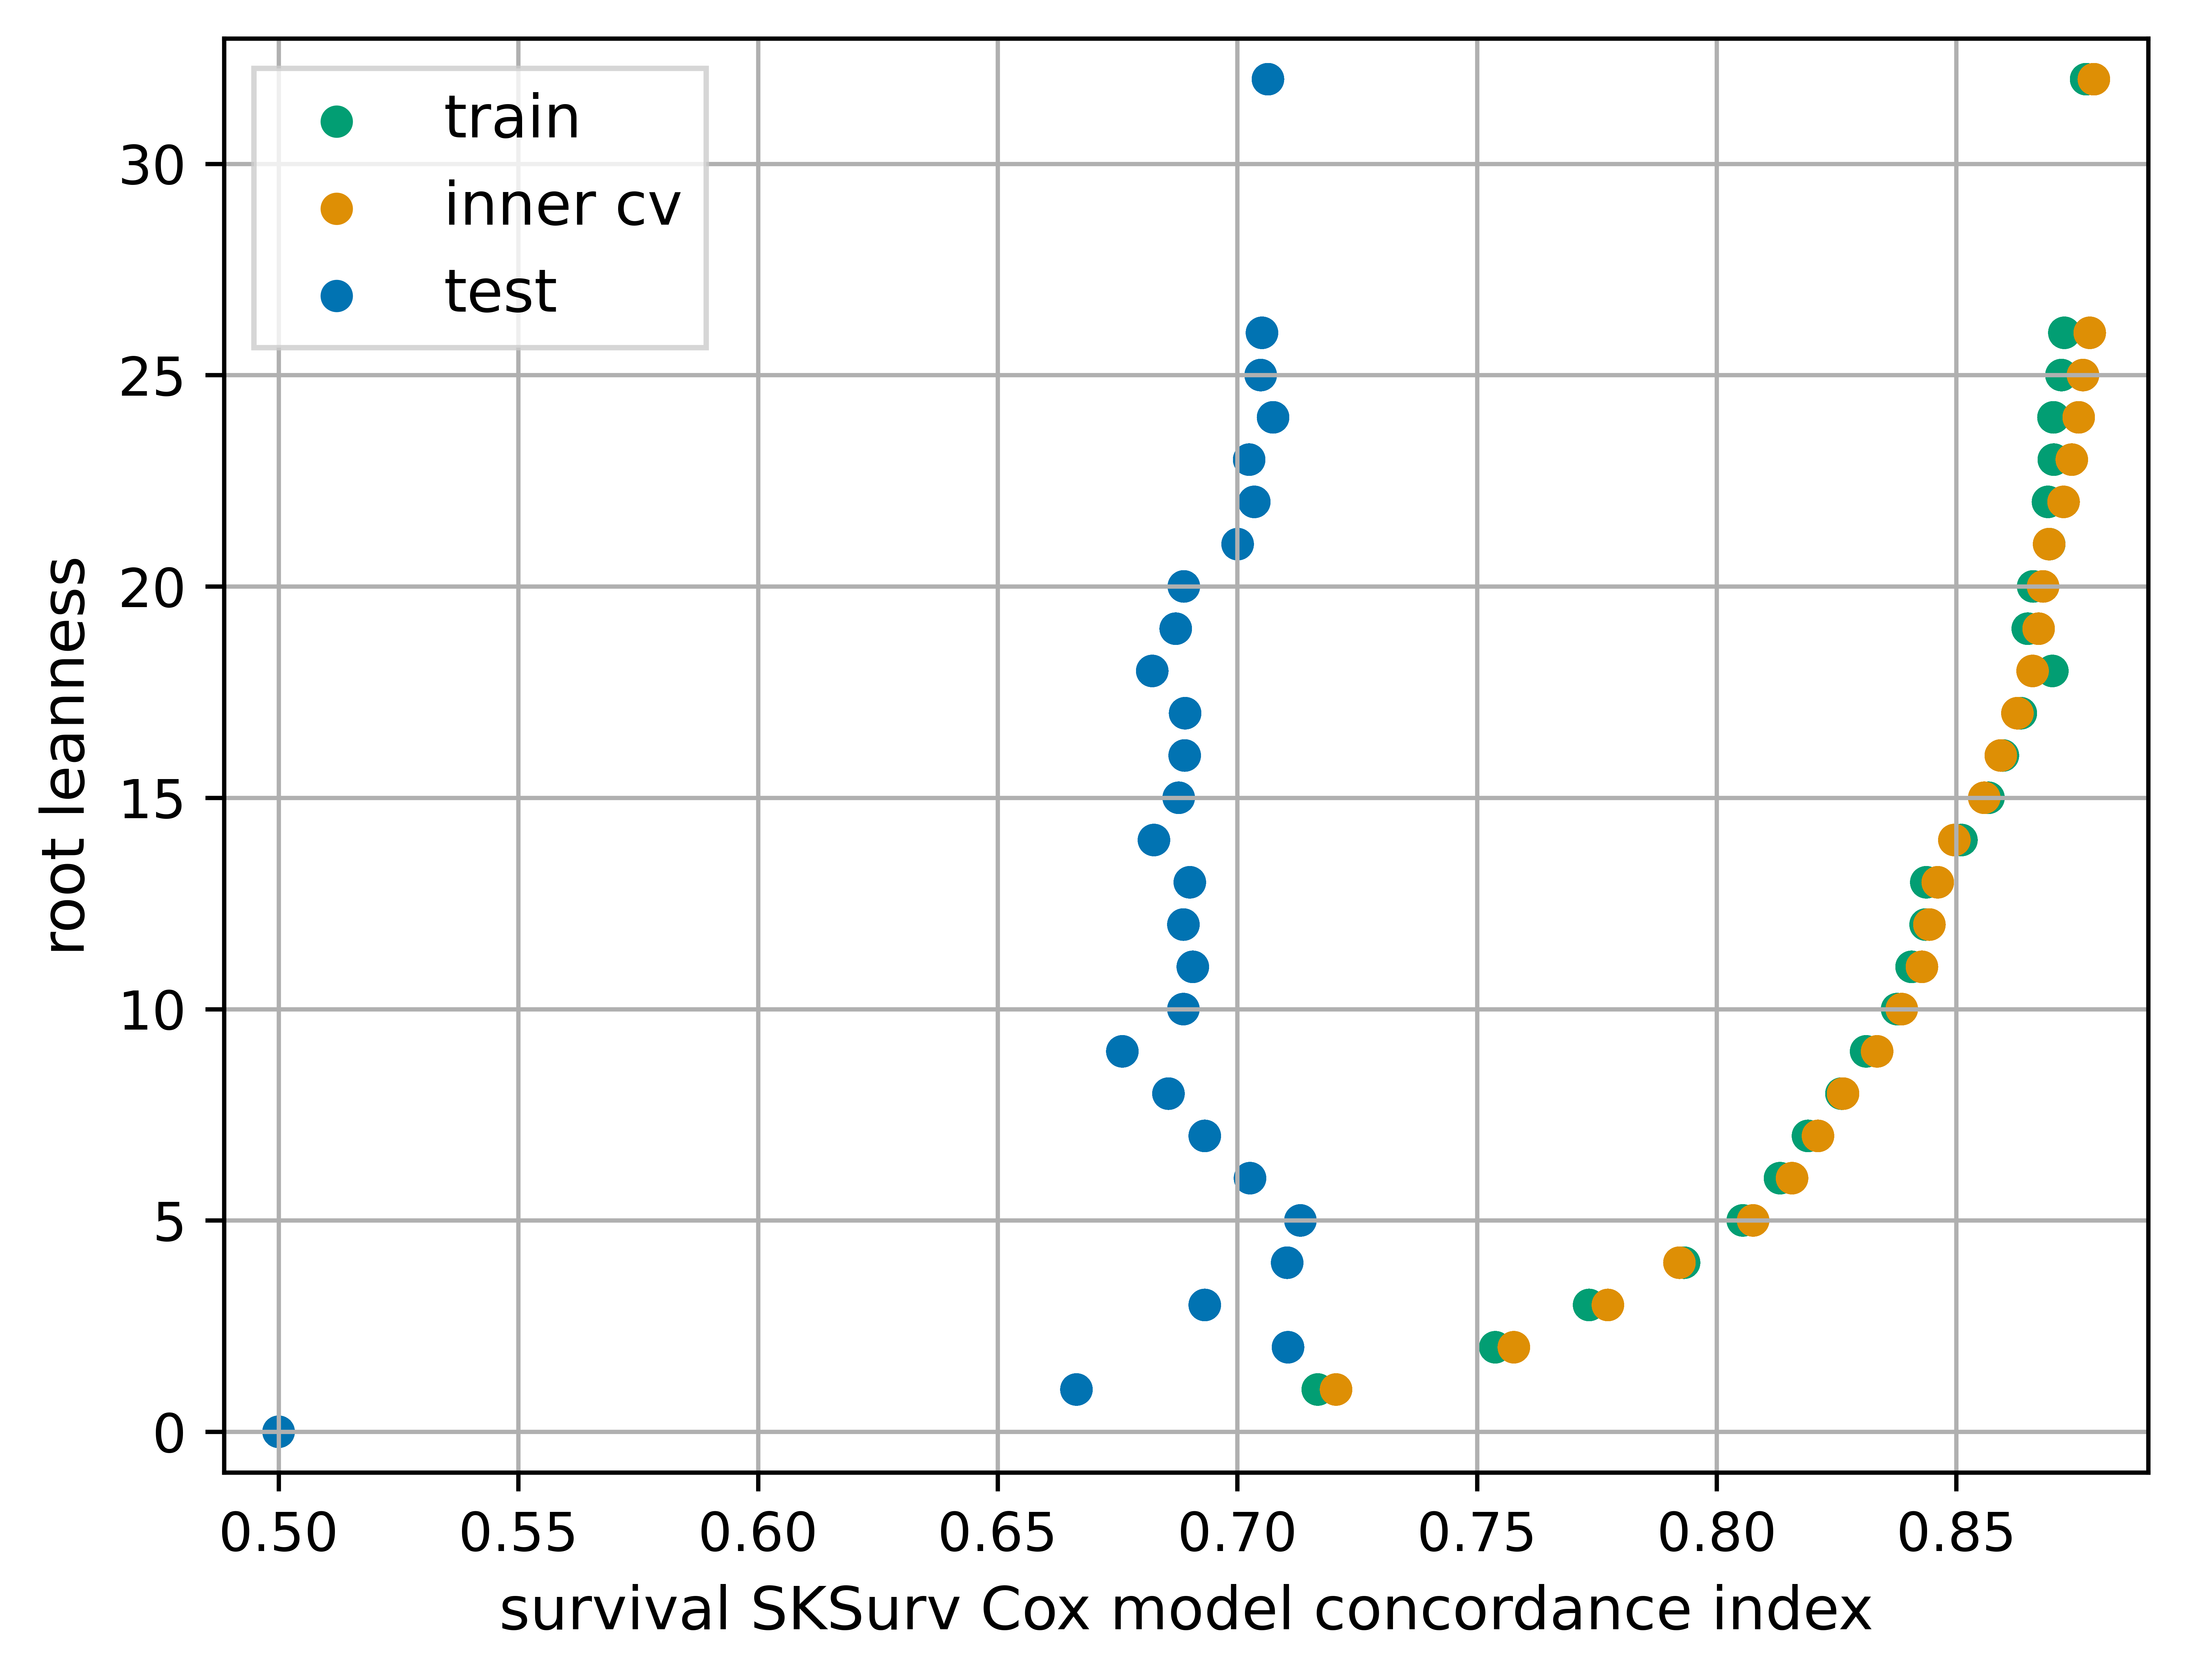 train
inner cv
test
30
25
20
15
10
5
0
root leanness
0.50 0.55 0.60 0.65 0.70 0.75 0.80 0.85
survival SKSurv Cox model concordance index